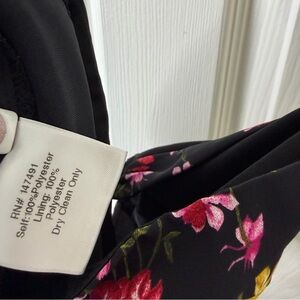 RN# 147491
Self:100%Polyester
Lining: 100%
Polyester
Dry Clean Only